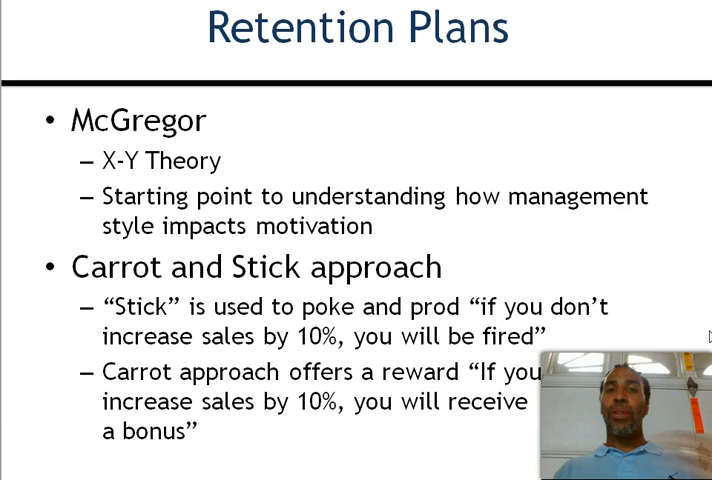 Retention Plans
• McGregor
– X-Y Theory
– Starting point to understanding how management
style impacts motivation
• Carrot and Stick approach
– “Stick” is used to poke and prod “if you don’t
increase sales by 10%, you will be fired”
– Carrot approach offers a reward “If you
increase sales by 10%, you will receive
a bonus”